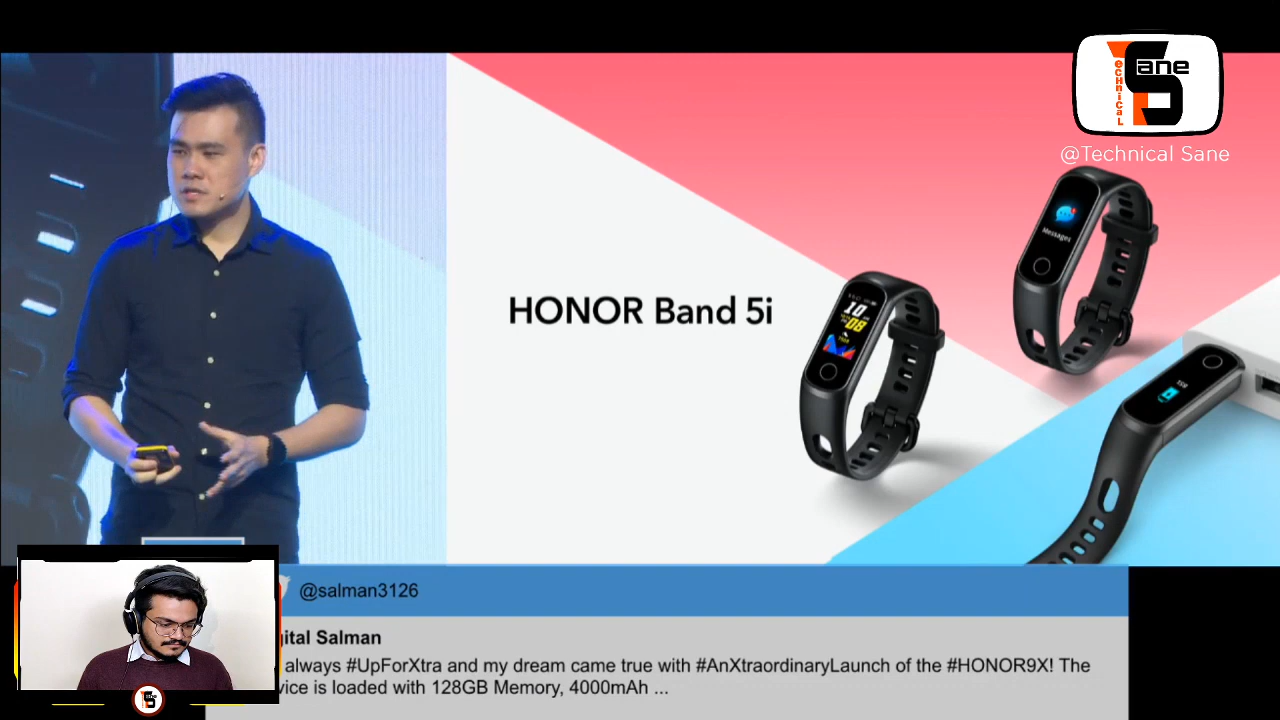 Technical
Sane
@Technical Sane
Messages
HONOR Band 5i
10
08
@salman3126
gital Salman
always #UpForXtra and my dream came true with #AnXtraordinaryLaunch of the #HONOR9X! The
vice is loaded with 128GB Memory, 4000mAh ...